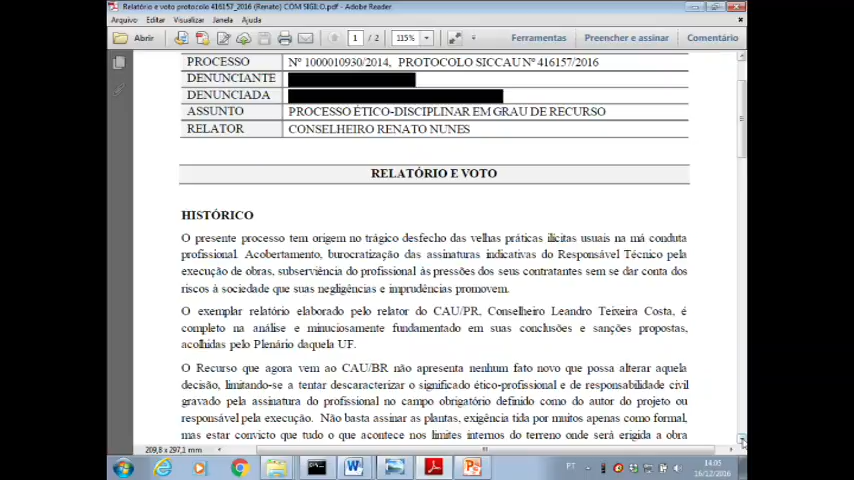 Relatório e voto protocolo 416157_2016 (Renato) COM SIGILO.pdf - Adobe Reader
Arquivo Editar Visualizar Janela Ajuda
Abrir 1 / 2 115% Ferramentas Preencher e assinar Comentário
PROCESSO Nº 1000010930/2014, PROTOCOLO SICCAU Nº 416157/2016
DENUNCIANTE
DENUNCIADA
ASSUNTO PROCESSO ÉTICO-DISCIPLINAR EM GRAU DE RECURSO
RELATOR CONSELHEIRO RENATO NUNES
RELATÓRIO E VOTO
HISTÓRICO
O presente processo tem origem no trágico desfecho das velhas práticas ilícitas usuais na má conduta
profissional. Acobertamento, burocratização das assinaturas indicativas do Responsável Técnico pela
execução de obras, subserviência do profissional às pressões dos seus contratantes sem se dar conta dos
riscos à sociedade que suas negligências e imprudências promovem.
O exemplar relatório elaborado pelo relator do CAU/PR, Conselheiro Leandro Teixeira Costa, é
completo na análise e minuciosamente fundamentado em suas conclusões e sanções propostas,
acolhidas pelo Plenário daquela UF.
O Recurso que agora vem ao CAU/BR não apresenta nenhum fato novo que possa alterar aquela
decisão, limitando-se a tentar descaracterizar o significado ético-profissional e de responsabilidade civil
gravado pela assinatura do profissional no campo obrigatório definido como do autor do projeto ou
responsável pela execução. Não basta assinar as plantas, exigência tida por muitos apenas como formal,
mas estar convicto que tudo o que acontece nos limites internos do terreno onde será erigida a obra
209,8 x 297,1 mm
PT 14:05
16/12/2016